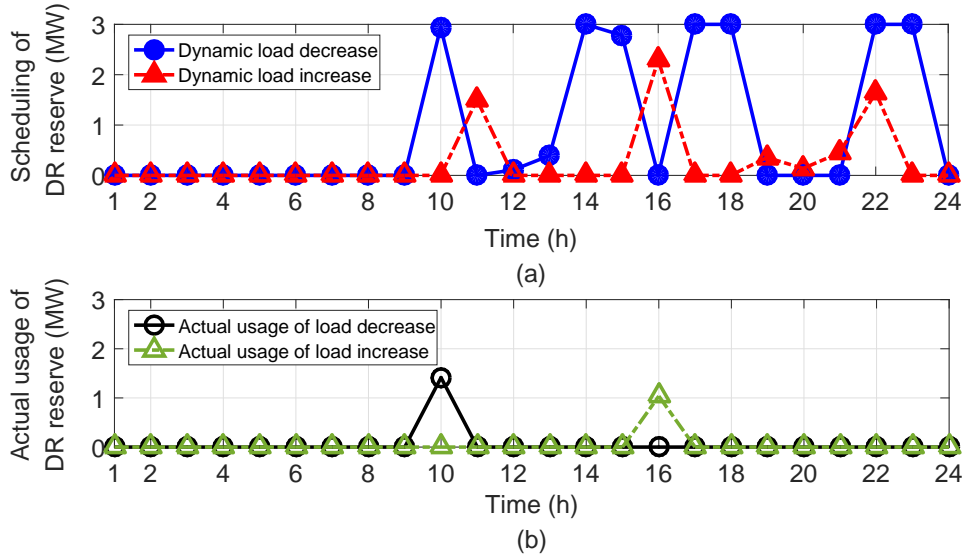 Scheduling of
DR reserve (MW)
3
2
1
0
Dynamic load decrease
Dynamic load increase
1 2 4 6 8 10 12 14 16 18 20 22 24
Time (h)
(a)
Actual usage of
DR reserve (MW)
3
2
1
0
Actual usage of load decrease
Actual usage of load increase
1 2 4 6 8 10 12 14 16 18 20 22 24
Time (h)
(b)